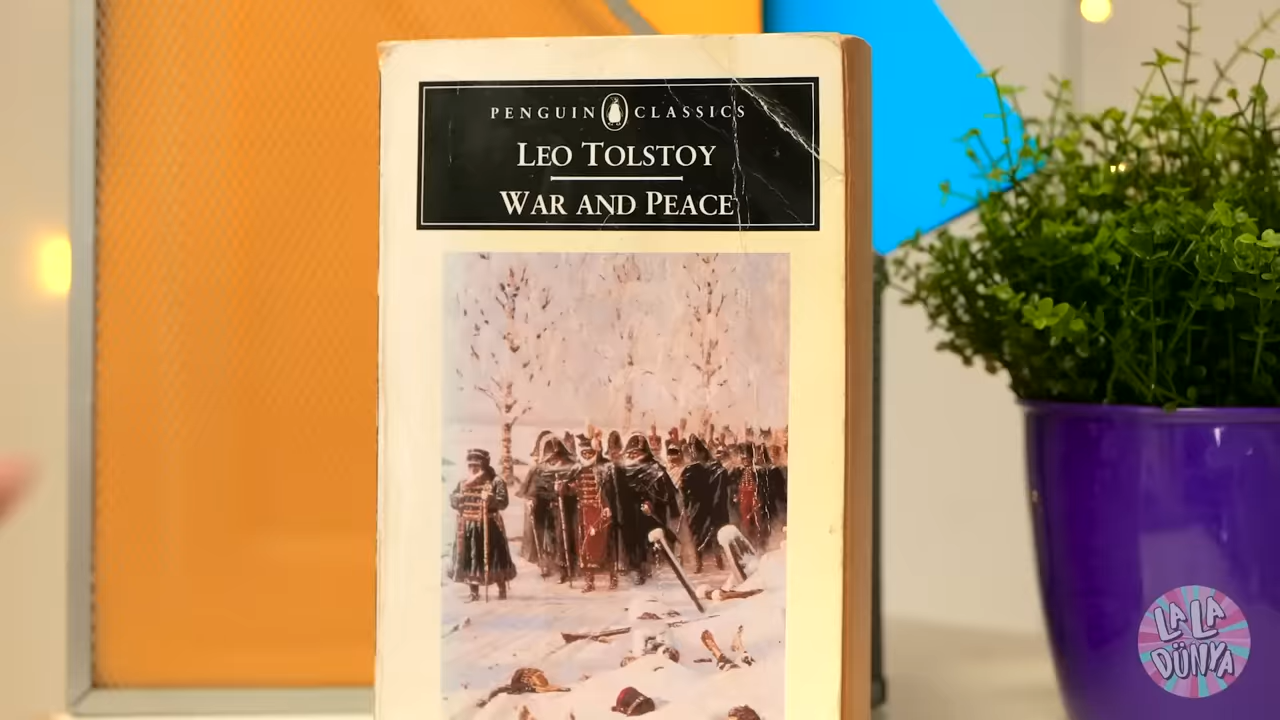 PENGUIN CLASSICS
LEO TOLSTOY
WAR AND PEACE
LA LA
DÜNYA